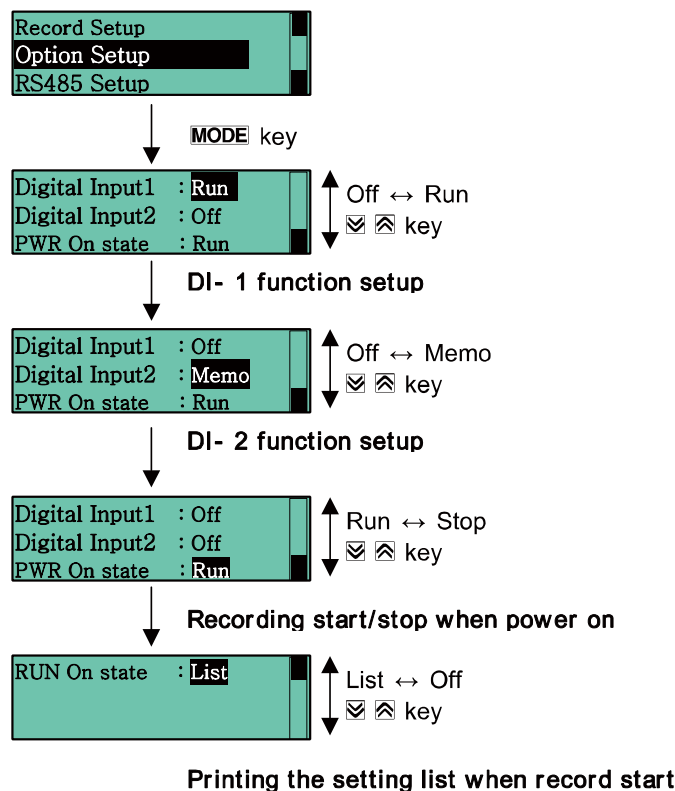 Record Setup
Option Setup
RS485 Setup
MODE key
Digital Input1 : Run
Digital Input2 : Off
PWR On state : Run
Off ↔ Run
key
DI- 1 function setup
Digital Input1 : Off
Digital Input2 : Memo
PWR On state : Run
Off ↔ Memo
key
DI- 2 function setup
Digital Input1 : Off
Digital Input2 : Off
PWR On state : Run
Run ↔ Stop
key
Recording start/stop when power on
RUN On state : List
List ↔ Off
key
Printing the setting list when record start